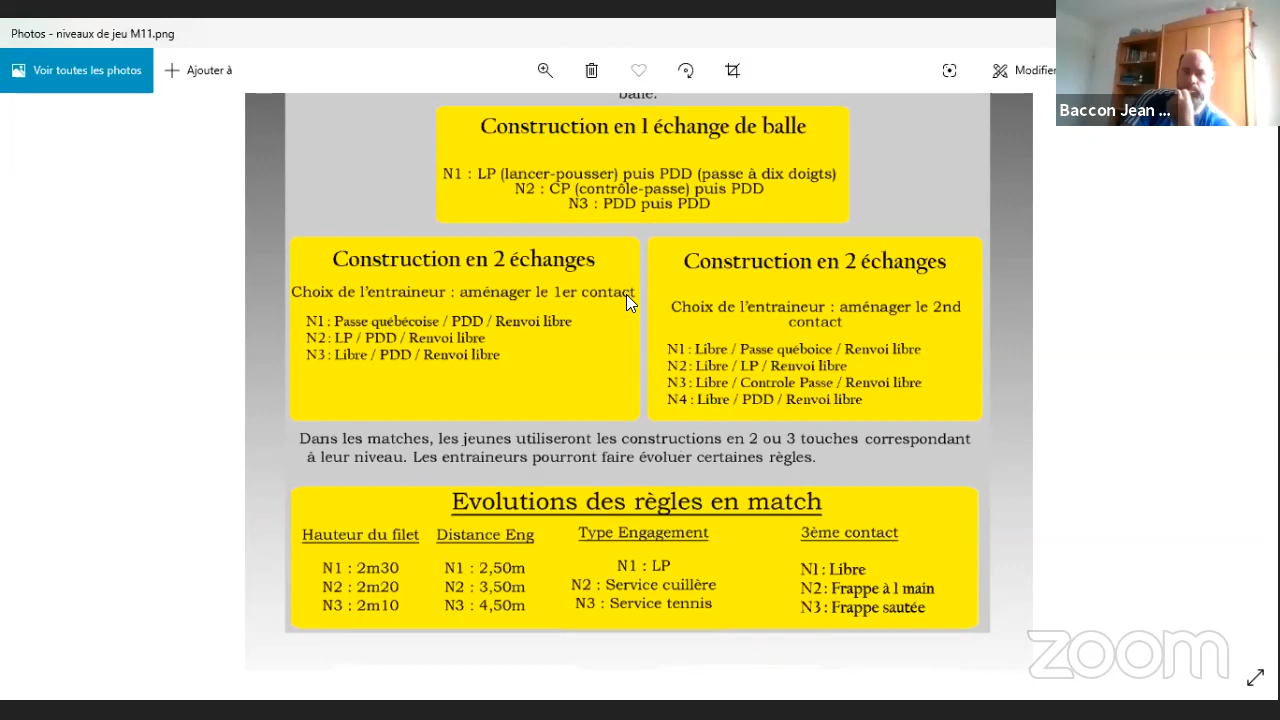 Photos - niveaux de jeu M11.png
Voir toutes les photos
Ajouter à
Modifier
Baccon Jean ...
balle.
Construction en 1 échange de balle
N1 : LP (lancer-pousser) puis PDD (passe à dix doigts)
N2 : CP (contrôle-passe) puis PDD
N3 : PDD puis PDD
Construction en 2 échanges
Choix de l'entraineur : aménager le 1er contact
N1 : Passe québécoise / PDD / Renvoi libre
N2 : LP / PDD / Renvoi libre
N3 : Libre / PDD / Renvoi libre
Construction en 2 échanges
Choix de l'entraineur : aménager le 2nd
contact
N1 : Libre / Passe québoice / Renvoi libre
N2 : Libre / LP / Renvoi libre
N3 : Libre / Controle Passe / Renvoi libre
N4 : Libre / PDD / Renvoi libre
Dans les matches, les jeunes utiliseront les constructions en 2 ou 3 touches correspondant
à leur niveau. Les entraineurs pourront faire évoluer certaines règles.
Evolutions des règles en match
Hauteur du filet
N1 : 2m30
N2 : 2m20
N3 : 2m10
Distance Eng
N1 : 2,50m
N2 : 3,50m
N3 : 4,50m
Type Engagement
N1 : LP
N2 : Service cuillère
N3 : Service tennis
3ème contact
N1 : Libre
N2 : Frappe à 1 main
N3 : Frappe sautée
zoom